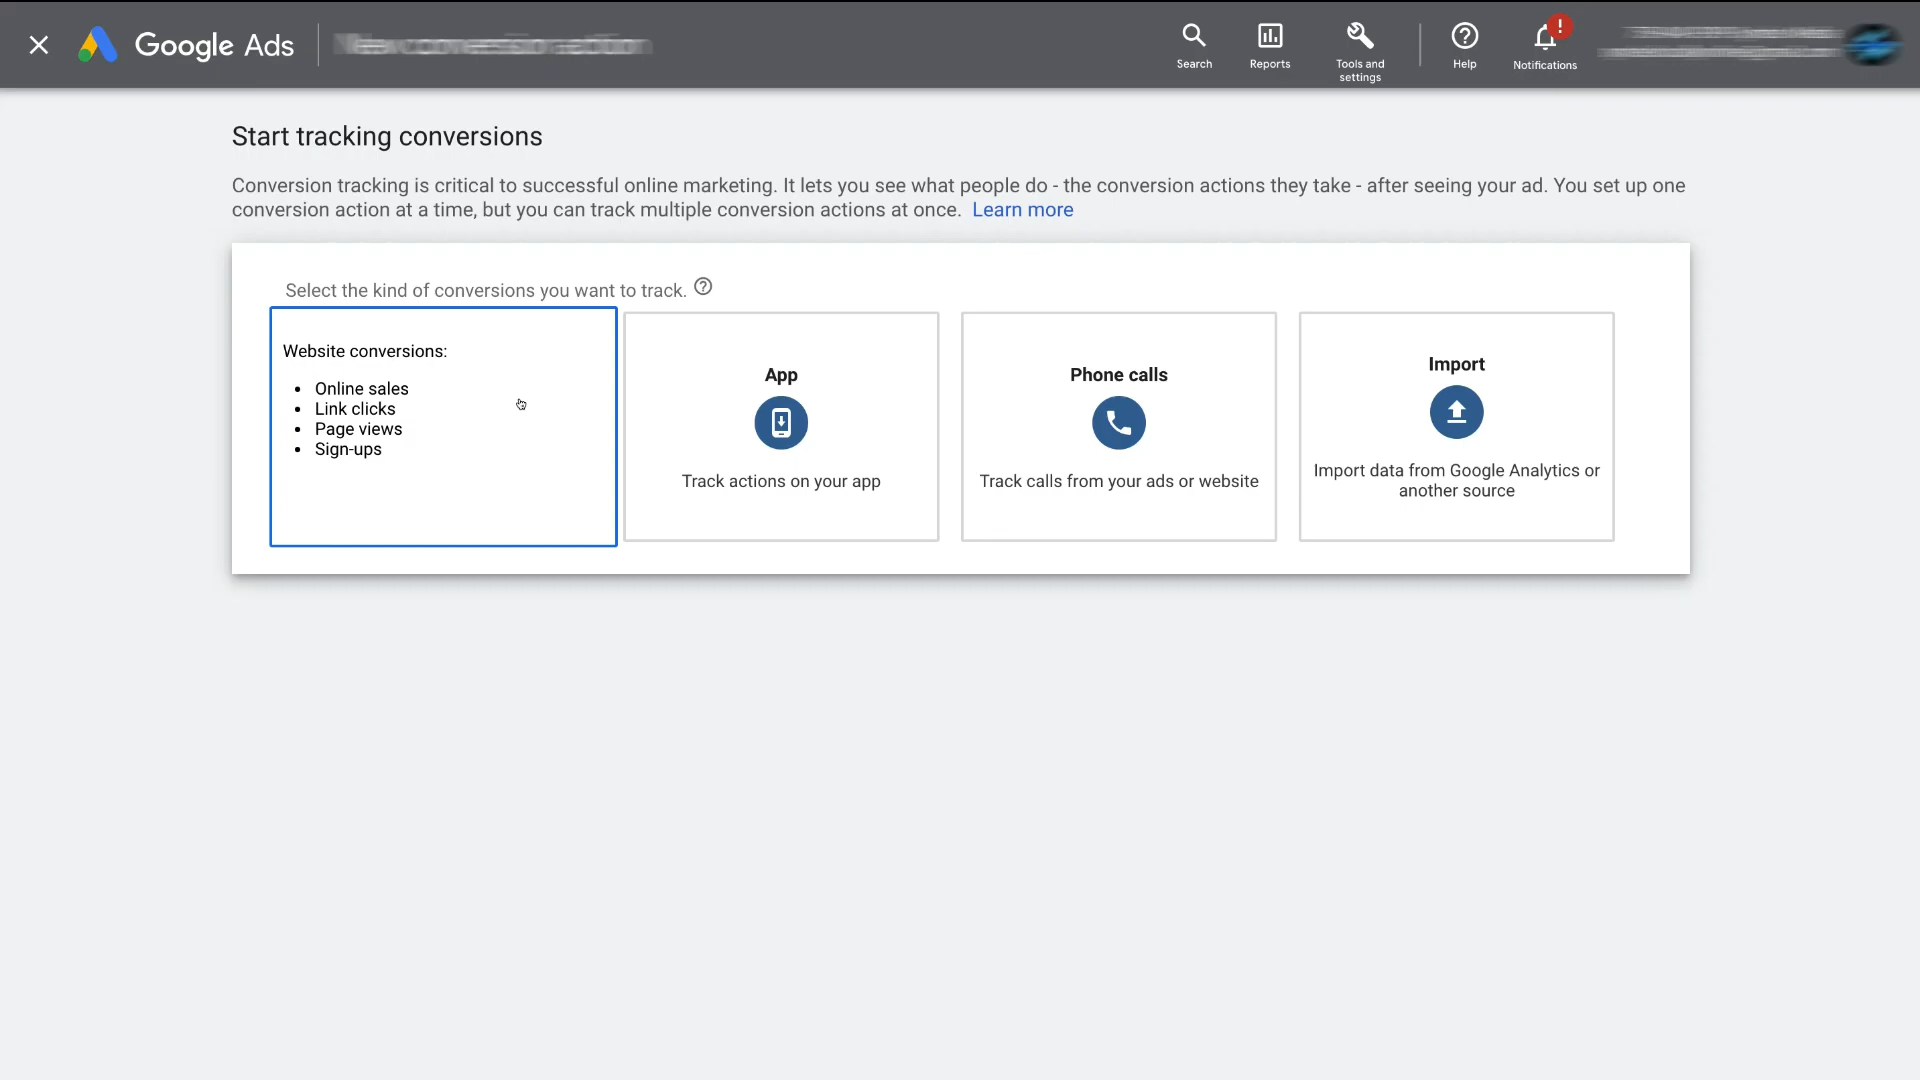 Google Ads
Search
Reports
Tools and
settings
Help
!
Notifications
Start tracking conversions
Conversion tracking is critical to successful online marketing. It lets you see what people do - the conversion actions they take - after seeing your ad. You set up one
conversion action at a time, but you can track multiple conversion actions at once. Learn more
Select the kind of conversions you want to track.
Website conversions:
• Online sales
• Link clicks
• Page views
• Sign-ups
App
Track actions on your app
Phone calls
Track calls from your ads or website
Import
Import data from Google Analytics or
another source